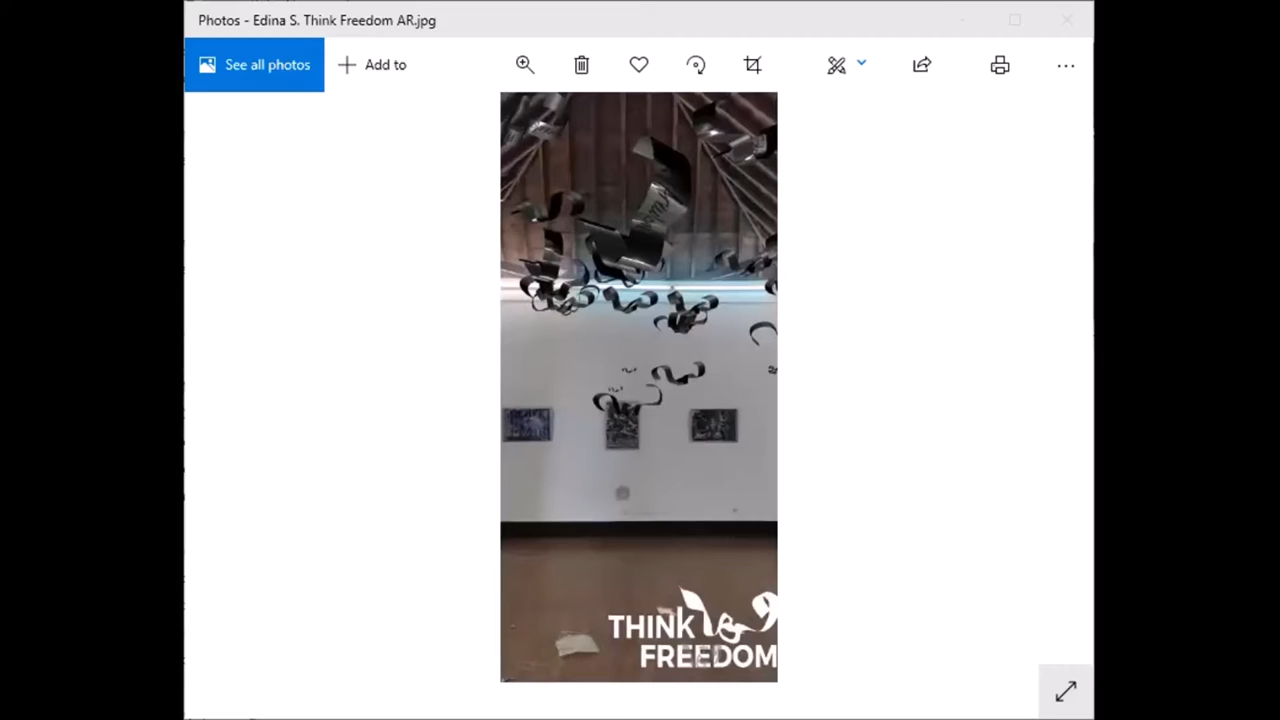 Photos - Edina S. Think Freedom AR.jpg
See all photos
Add to
THINK
FREEDOM